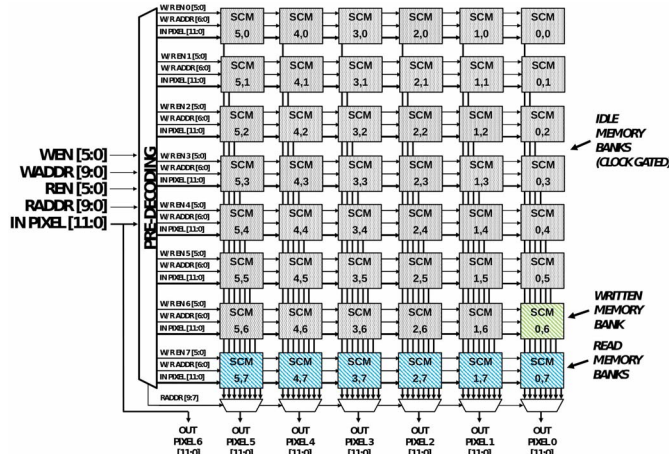 W/R EN 0 [5:0]
W/R ADDR [6:0]
IN PIXEL [11:0]
SCM 5,0
SCM 4,0
SCM 3,0
SCM 2,0
SCM 1,0
SCM 0,0
W/R EN 1 [5:0]
W/R ADDR [6:0]
IN PIXEL [11:0]
SCM 5,1
SCM 4,1
SCM 3,1
SCM 2,1
SCM 1,1
SCM 0,1
W/R EN 2 [5:0]
W/R ADDR [6:0]
IN PIXEL [11:0]
SCM 5,2
SCM 4,2
SCM 3,2
SCM 2,2
SCM 1,2
SCM 0,2
IDLE
MEMORY
BANKS
(CLOCK GATED)
WEN [5:0]
WADDR [9:0]
REN [5:0]
RADDR [9:0]
IN PIXEL [11:0]
PRE-DECODING
W/R EN 3 [5:0]
W/R ADDR [6:0]
IN PIXEL [11:0]
SCM 5,3
SCM 4,3
SCM 3,3
SCM 2,3
SCM 1,3
SCM 0,3
W/R EN 4 [5:0]
W/R ADDR [6:0]
IN PIXEL [11:0]
SCM 5,4
SCM 4,4
SCM 3,4
SCM 2,4
SCM 1,4
SCM 0,4
W/R EN 5 [5:0]
W/R ADDR [6:0]
IN PIXEL [11:0]
SCM 5,5
SCM 4,5
SCM 3,5
SCM 2,5
SCM 1,5
SCM 0,5
W/R EN 6 [5:0]
W/R ADDR [6:0]
IN PIXEL [11:0]
SCM 5,6
SCM 4,6
SCM 3,6
SCM 2,6
SCM 1,6
SCM 0,6
WRITTEN
MEMORY
BANK
W/R EN 7 [5:0]
W/R ADDR [6:0]
IN PIXEL [11:0]
SCM 5,7
SCM 4,7
SCM 3,7
SCM 2,7
SCM 1,7
SCM 0,7
READ
MEMORY
BANKS
RADDR [9:7]
OUT
PIXEL 6
[11:0]
OUT
PIXEL 5
[11:0]
OUT
PIXEL 4
[11:0]
OUT
PIXEL 3
[11:0]
OUT
PIXEL 2
[11:0]
OUT
PIXEL 1
[11:0]
OUT
PIXEL 0
[11:0]